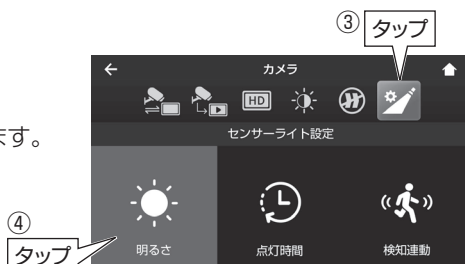 ③
タップ
カメラ
HD
センサーライト設定
ます。
④
タップ
明るさ
点灯時間
検知連動